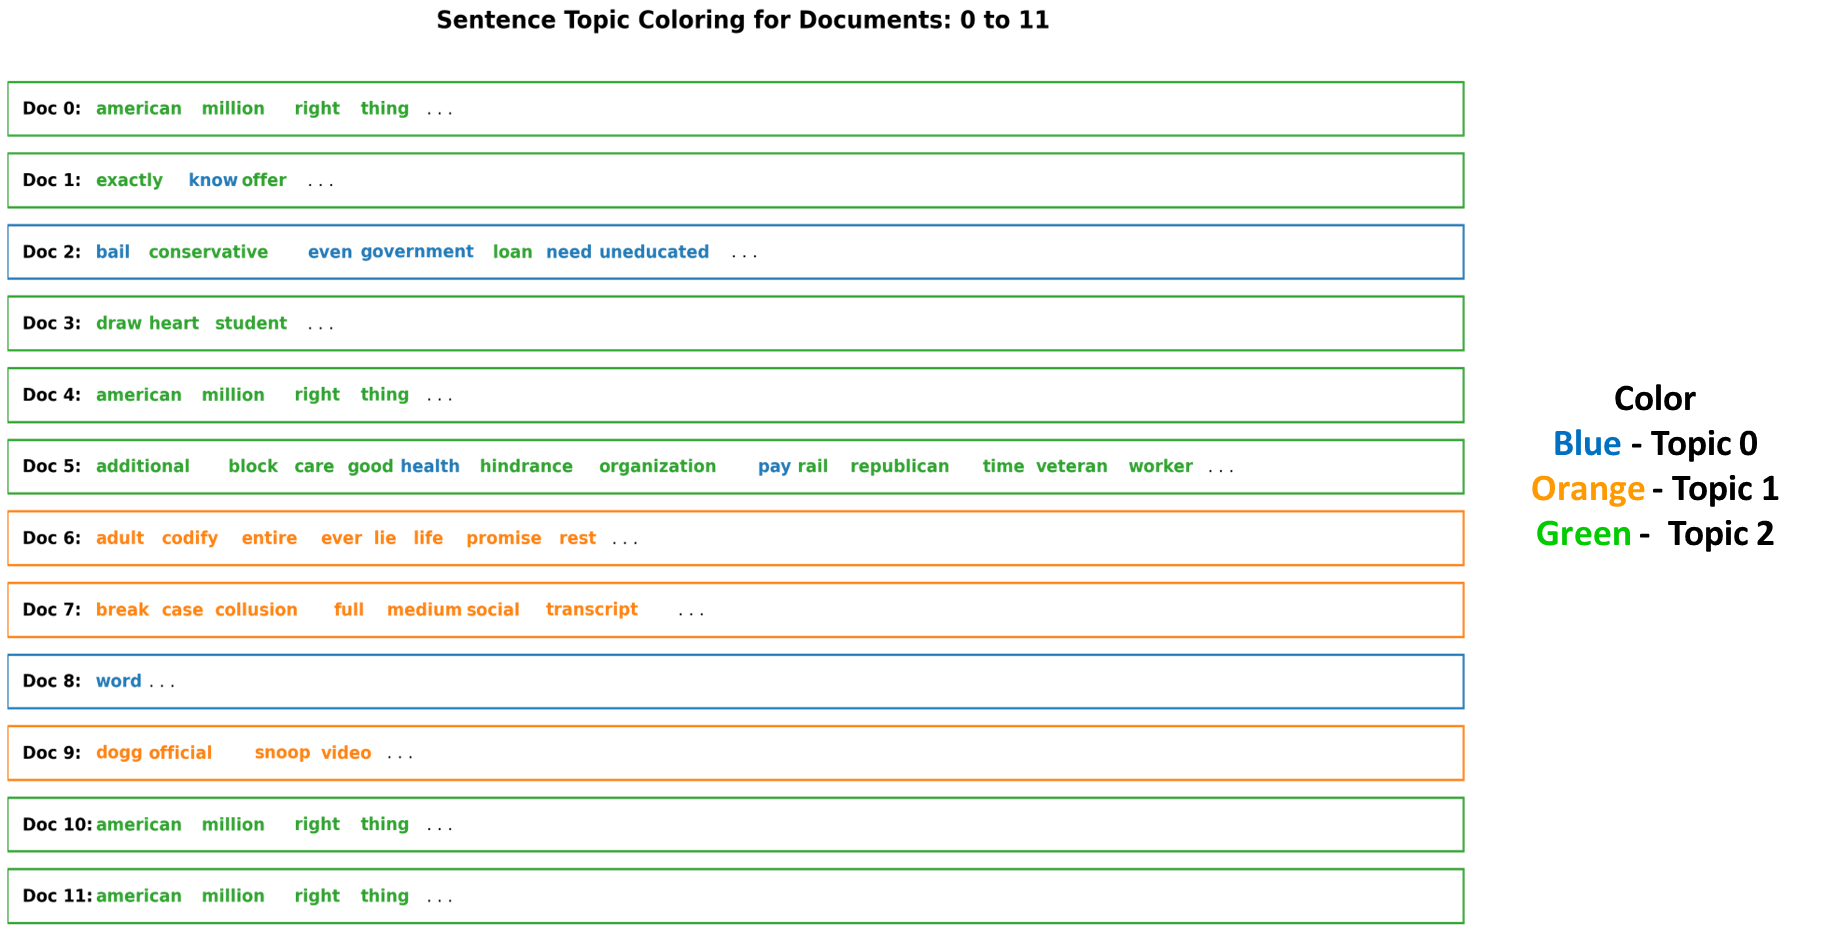 Sentence Topic Coloring for Documents: 0 to 11
Doc 0: american million right thing ...
Doc 1: exactly know offer ...
Doc 2: bail conservative even government loan need uneducated ...
Doc 3: draw heart student ...
Doc 4: american million right thing ...
Doc 5: additional block care good health hindrance organization pay rail republican time veteran worker ...
Doc 6: adult codify entire ever lie life promise rest ...
Doc 7: break case collusion full medium social transcript ...
Doc 8: word ...
Doc 9: dogg official snoop video ...
Doc 10: american million right thing ...
Doc 11: american million right thing ...
Color
Blue - Topic 0
Orange - Topic 1
Green - Topic 2